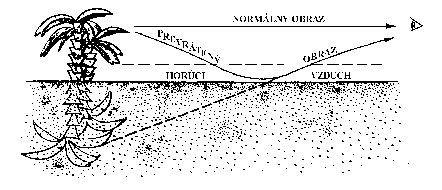 NORMÁLNY OBRAZ
PREVRÁTENÝ OBRAZ
HORÚCI VZDUCH